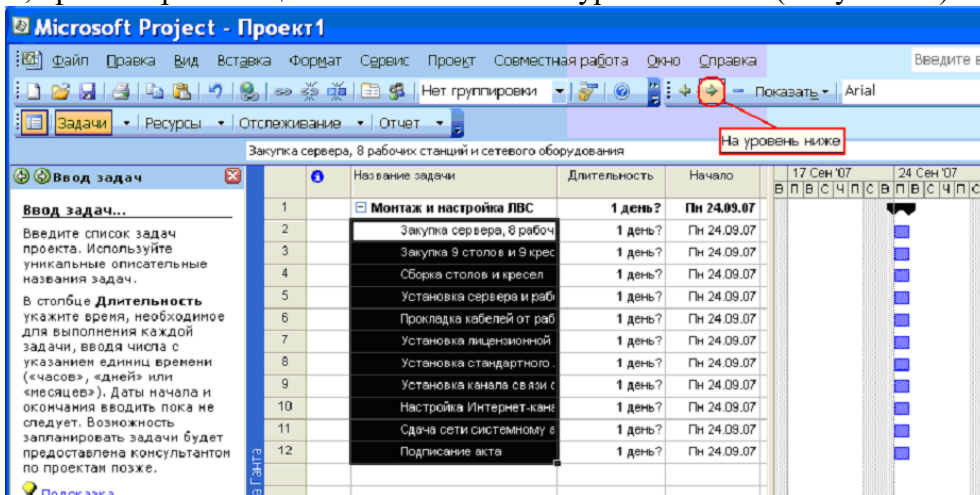 Microsoft Project - Проект1
Файл Правка Вид Вставка Формат Сервис Проект Совместная работа Окно Справка Введите в
Нет группировки Показать Arial
Задачи Ресурсы Отслеживание Отчет
На уровень ниже
Закупка сервера, 8 рабочих станций и сетевого оборудования
Ввод задач
Название задачи Длительность Начало 17 Сен '07 24 Сен '07
В П В С Ч П С В П В С Ч П С
Ввод задач...
Введите список задач
проекта. Используйте
уникальные описательные
названия задач.
В столбце Длительность
укажите время, необходимое
для выполнения каждой
задачи, вводя числа с
указанием единиц времени
(«часов», «дней» или
«месяцев»). Даты начала и
окончания вводить пока не
следует. Возможность
запланировать задачи будет
предоставлена консультантом
по проектам позже.
Подсказка
1 Монтаж и настройка ЛВС 1 день? Пн 24.09.07
2 Закупка сервера, 8 рабоч 1 день? Пн 24.09.07
3 Закупка 9 столов и 9 крес 1 день? Пн 24.09.07
4 Сборка столов и кресел 1 день? Пн 24.09.07
5 Установка сервера и раб 1 день? Пн 24.09.07
6 Прокладка кабелей от раб 1 день? Пн 24.09.07
7 Установка лицензионной 1 день? Пн 24.09.07
8 Установка стандартного . 1 день? Пн 24.09.07
9 Установка канала связи с 1 день? Пн 24.09.07
10 Настройка Интернет-кана 1 день? Пн 24.09.07
11 Сдача сети системному а 1 день? Пн 24.09.07
12 Подписание акта 1 день? Пн 24.09.07
Ганта